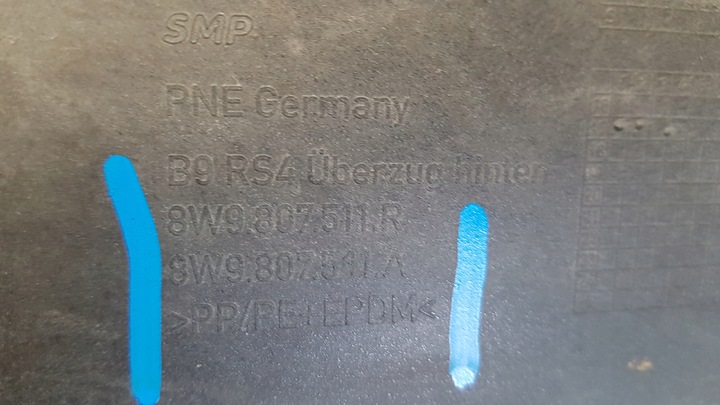 SMP
PNE Germany
B9 RS4 Überzug hinten
8W9.807.511.R
8W9.807.511.A
>PP/PE+EPDM<